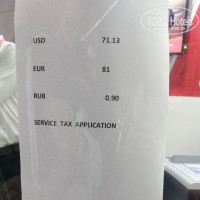 USD 71.13
EUR 81
RUB 0.90
SERVICE TAX APPLICATION